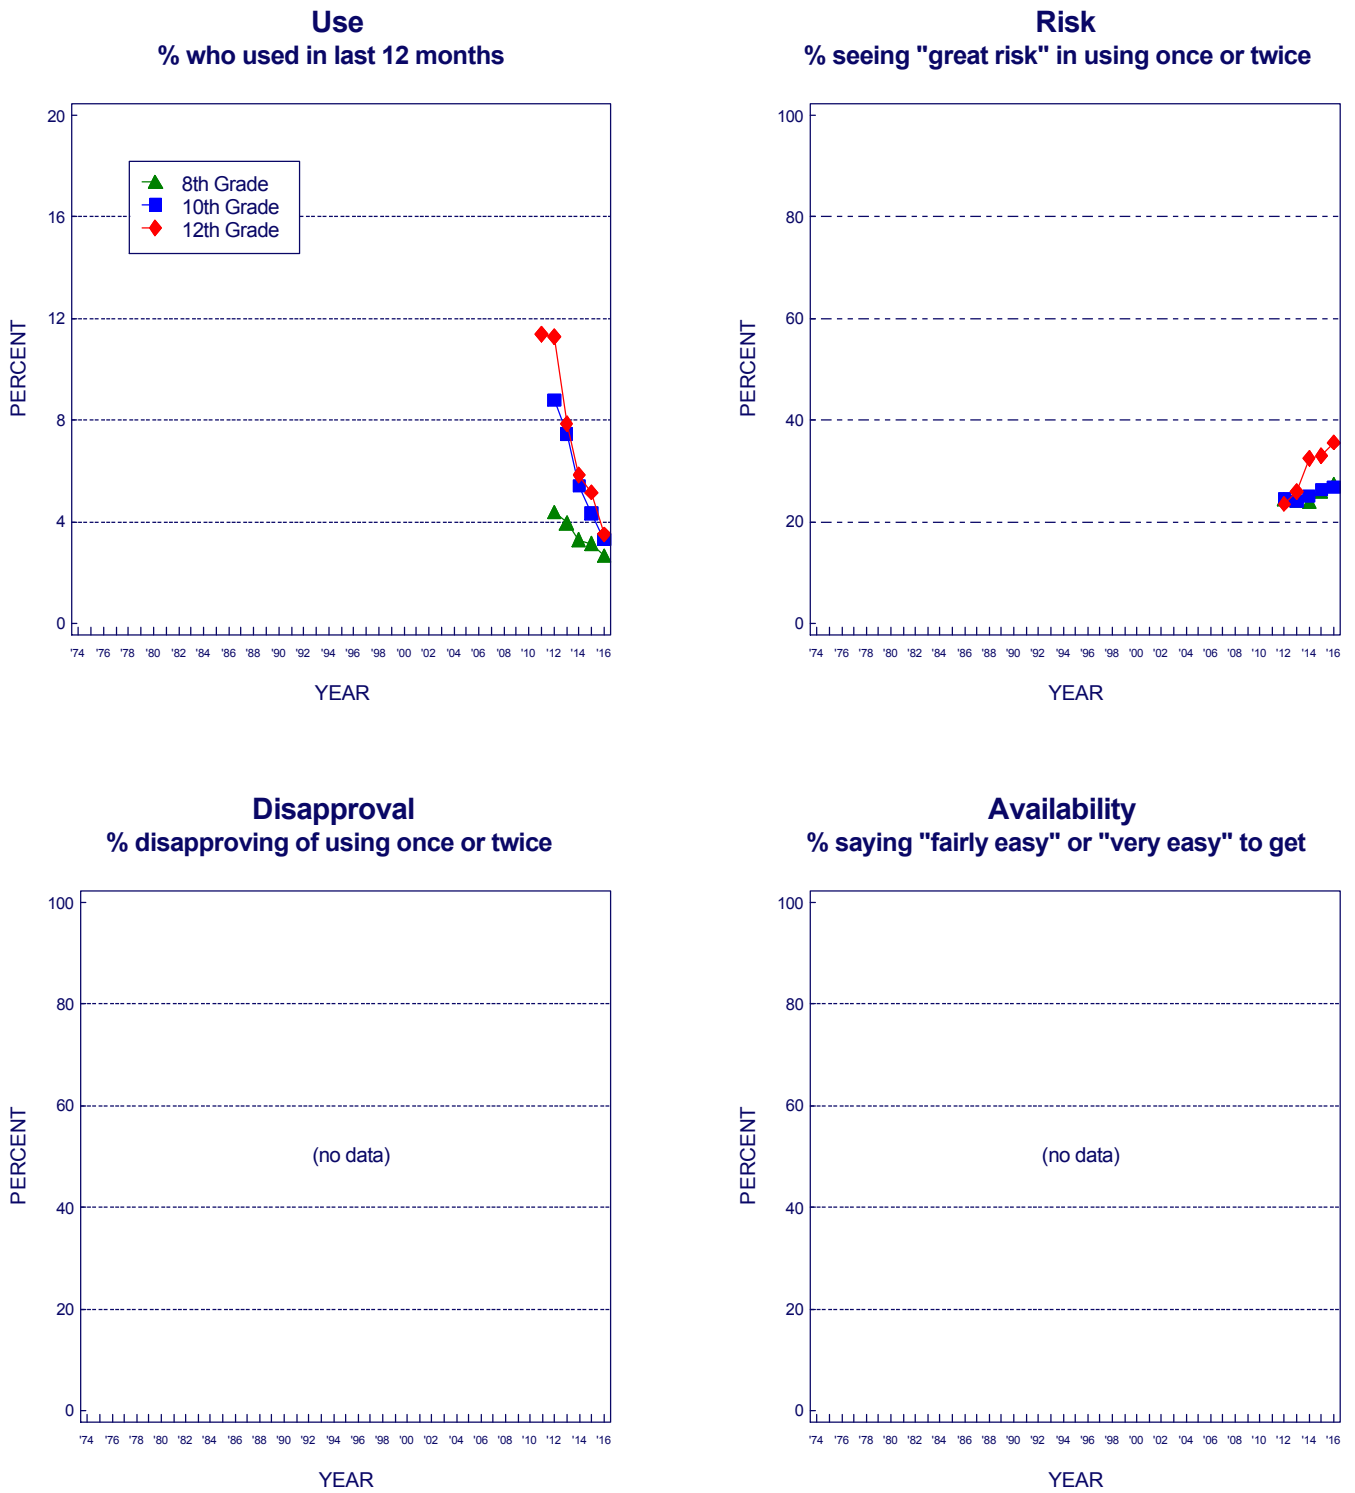 Use
% who used in last 12 months
20
16
12
8
4
0
PERCENT
8th Grade
10th Grade
12th Grade
'74 '76 '78 '80 '82 '84 '86 '88 '90 '92 '94 '96 '98 '00 '02 '04 '06 '08 '10 '12 '14 '16
YEAR
Risk
% seeing "great risk" in using once or twice
100
80
60
40
20
0
PERCENT
'74 '76 '78 '80 '82 '84 '86 '88 '90 '92 '94 '96 '98 '00 '02 '04 '06 '08 '10 '12 '14 '16
YEAR
Disapproval
% disapproving of using once or twice
100
80
60
40
20
0
PERCENT
(no data)
'74 '76 '78 '80 '82 '84 '86 '88 '90 '92 '94 '96 '98 '00 '02 '04 '06 '08 '10 '12 '14 '16
YEAR
Availability
% saying "fairly easy" or "very easy" to get
100
80
60
40
20
0
PERCENT
(no data)
'74 '76 '78 '80 '82 '84 '86 '88 '90 '92 '94 '96 '98 '00 '02 '04 '06 '08 '10 '12 '14 '16
YEAR